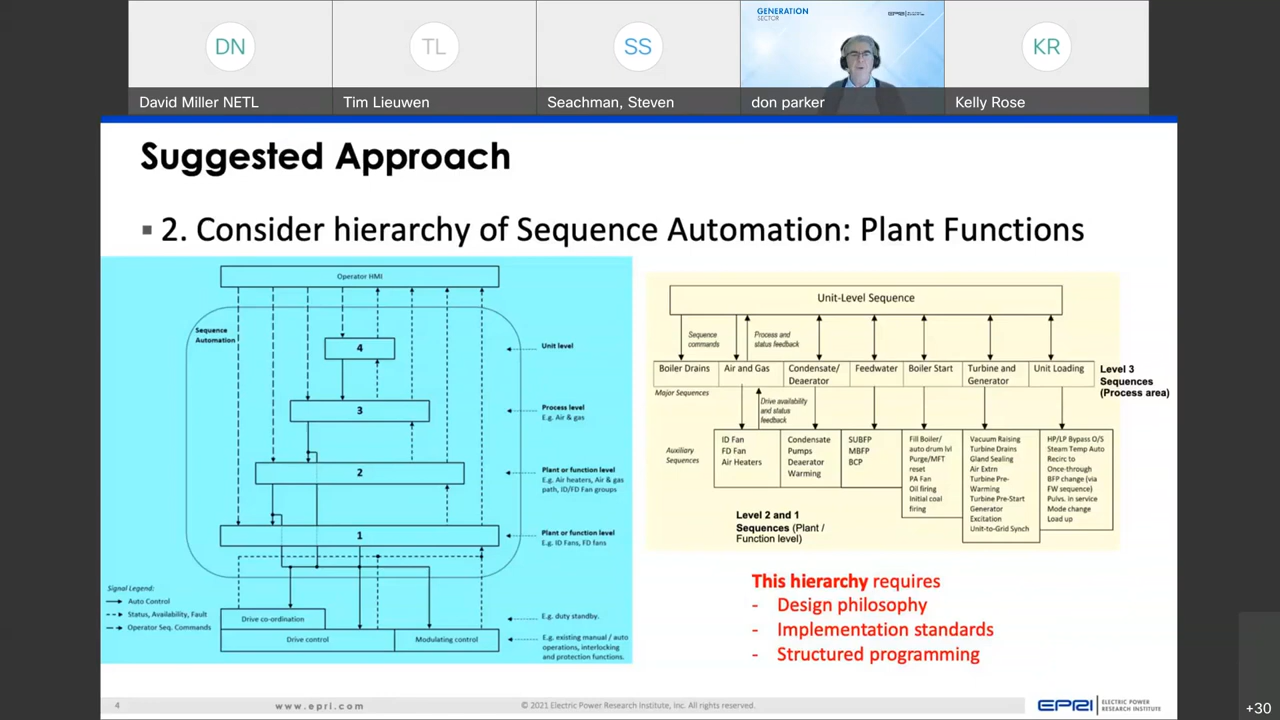 GENERATION
SECTOR
EPRI
DN
TL
SS
KR
David Miller NETL
Tim Lieuwen
Seachman, Steven
don parker
Kelly Rose
Suggested Approach
▪ 2. Consider hierarchy of Sequence Automation: Plant Functions
Operator HMI
Sequence
Automation
4
Unit level
3
Process level
E.g. Air & gas
2
Plant or function level
E.g. Air heaters, Air & gas
path, ID/FD Fan groups
1
Plant or function level
E.g. ID Fans, FD fans
Signal Legend:
Auto Control
Status, Availability, Fault
Operator Seq. Commands
Drive co-ordination
E.g. duty standby.
Drive control
Modulating control
E.g. existing manual / auto
operations, interlocking
and protection functions.
Unit-Level Sequence
Sequence
commands
Process and
status feedback
Boiler Drains
Air and Gas
Condensate/
Deaerator
Feedwater
Boiler Start
Turbine and
Generator
Unit Loading
Level 3
Sequences
(Process area)
Major Sequences
Drive availability
and status
feedback
Auxiliary
Sequences
ID Fan
FD Fan
Air Heaters
Condensate
Pumps
Deaerator
Warming
SUBFP
MBFP
BCP
Fill Boiler/
auto drum lvl
Purge/MFT
reset
PA Fan
Oil firing
Initial coal
firing
Vacuum Raising
Turbine Drains
Gland Sealing
Air Extrn
Turbine Pre-
Warming
Turbine Pre-Start
Generator
Excitation
Unit-to-Grid Synch
HP/LP Bypass O/S
Steam Temp Auto
Recirc to
Once-through
BFP change (via
FW sequence)
Pulvs. in service
Mode change
Load up
Level 2 and 1
Sequences (Plant /
Function level)
This hierarchy requires
- Design philosophy
- Implementation standards
- Structured programming
4
www.epri.com
© 2021 Electric Power Research Institute, Inc. All rights reserved.
EPRI
ELECTRIC POWER
RESEARCH INSTITUTE
+30